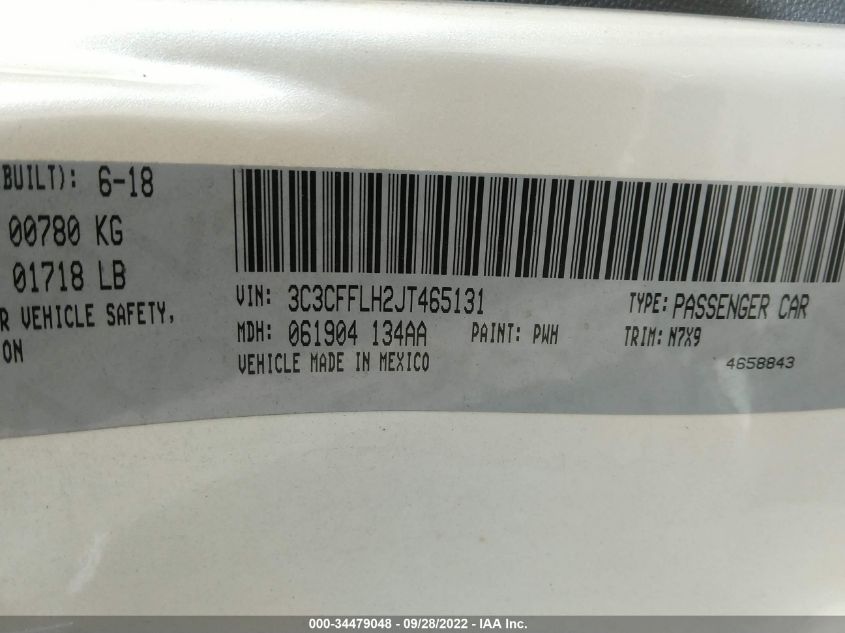 BUILT): 6-18
00780 KG
01718 LB
R VEHICLE SAFETY,
ON
VIN: 3C3CFFLH2JT465131 TYPE: PASSENGER CAR
MDH: 061904 134AA PAINT: PWH TRIM: N7X9
VEHICLE MADE IN MEXICO 4658843
000-34479048 - 09/28/2022 - IAA Inc.